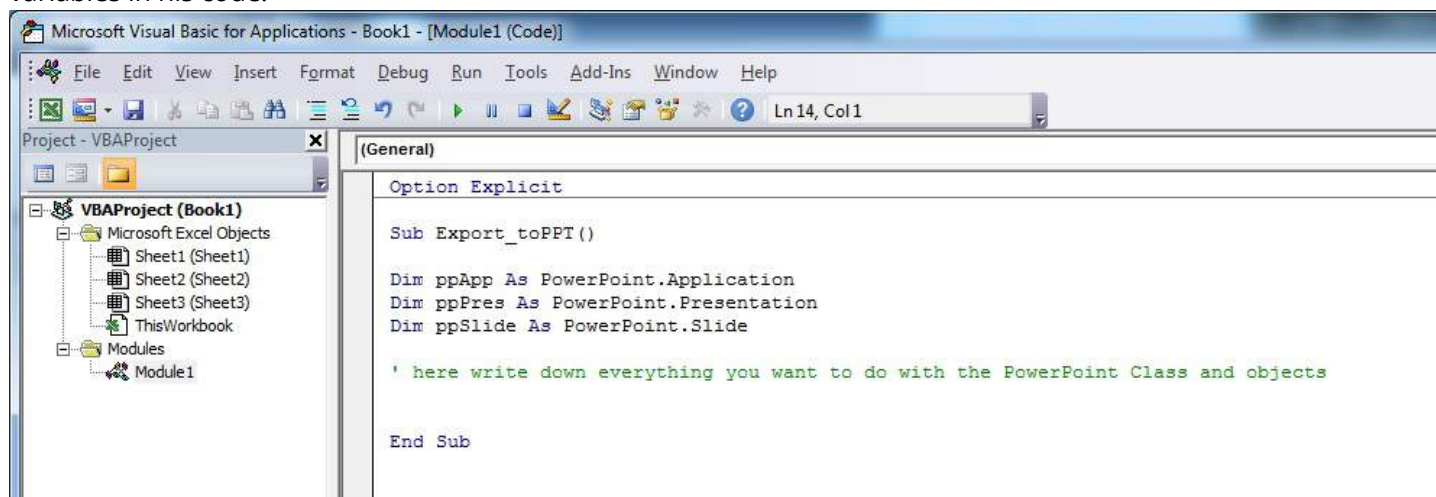 variables in his code.
Microsoft Visual Basic for Applications - Book1 - [Module1 (Code)]
File Edit View Insert Format Debug Run Tools Add-Ins Window Help
Ln 14, Col 1
Project - VBAProject
(General)
VBAProject (Book1)
Microsoft Excel Objects
Sheet1 (Sheet1)
Sheet2 (Sheet2)
Sheet3 (Sheet3)
ThisWorkbook
Modules
Module1
Option Explicit
Sub Export_toPPT()
Dim ppApp As PowerPoint.Application
Dim ppPres As PowerPoint.Presentation
Dim ppSlide As PowerPoint.Slide
' here write down everything you want to do with the PowerPoint Class and objects
End Sub